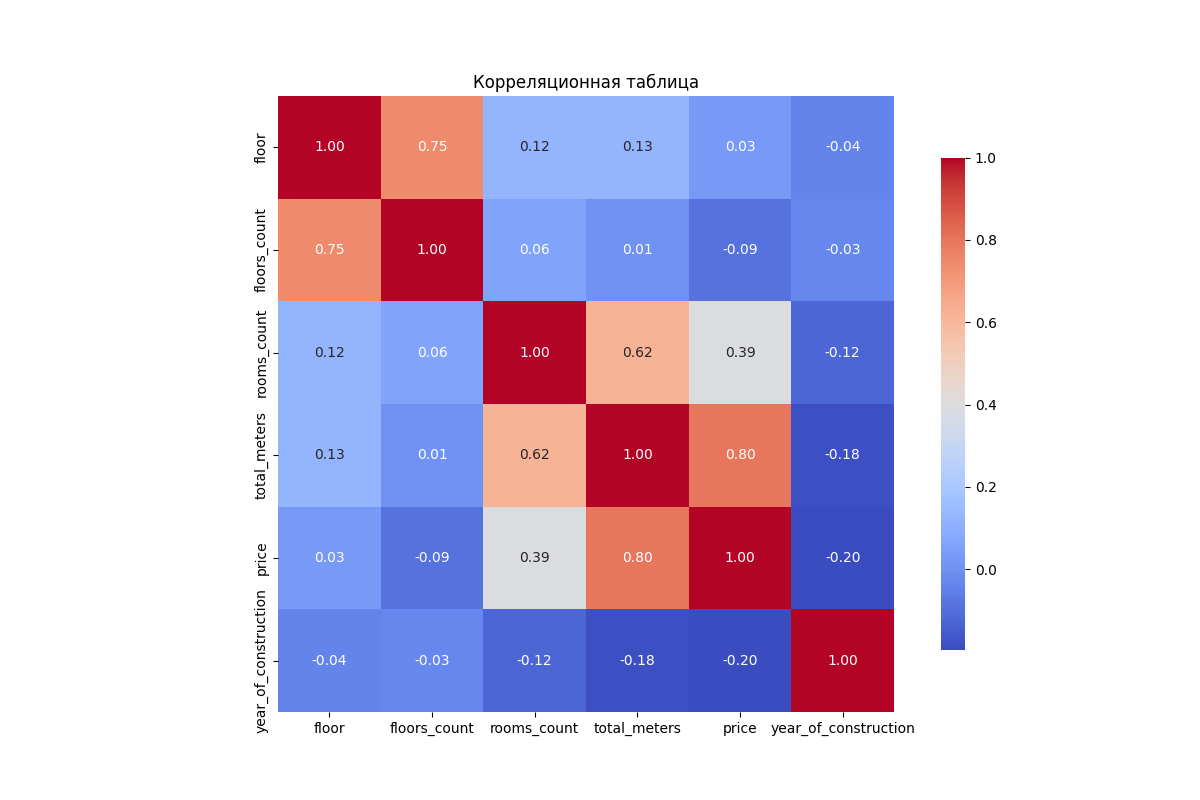 Корреляционная таблица
floor 1.00 0.75 0.12 0.13 0.03 -0.04
floors_count 0.75 1.00 0.06 0.01 -0.09 -0.03
rooms_count 0.12 0.06 1.00 0.62 0.39 -0.12
total_meters 0.13 0.01 0.62 1.00 0.80 -0.18
price 0.03 -0.09 0.39 0.80 1.00 -0.20
year_of_construction -0.04 -0.03 -0.12 -0.18 -0.20 1.00
floor floors_count rooms_count total_meters price year_of_construction
1.0
0.8
0.6
0.4
0.2
0.0